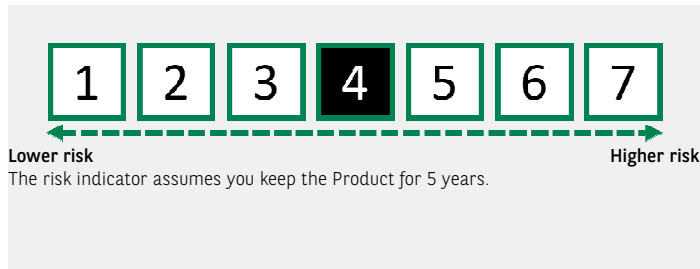 1 2 3 4 5 6 7
Lower risk Higher risk
The risk indicator assumes you keep the Product for 5 years.